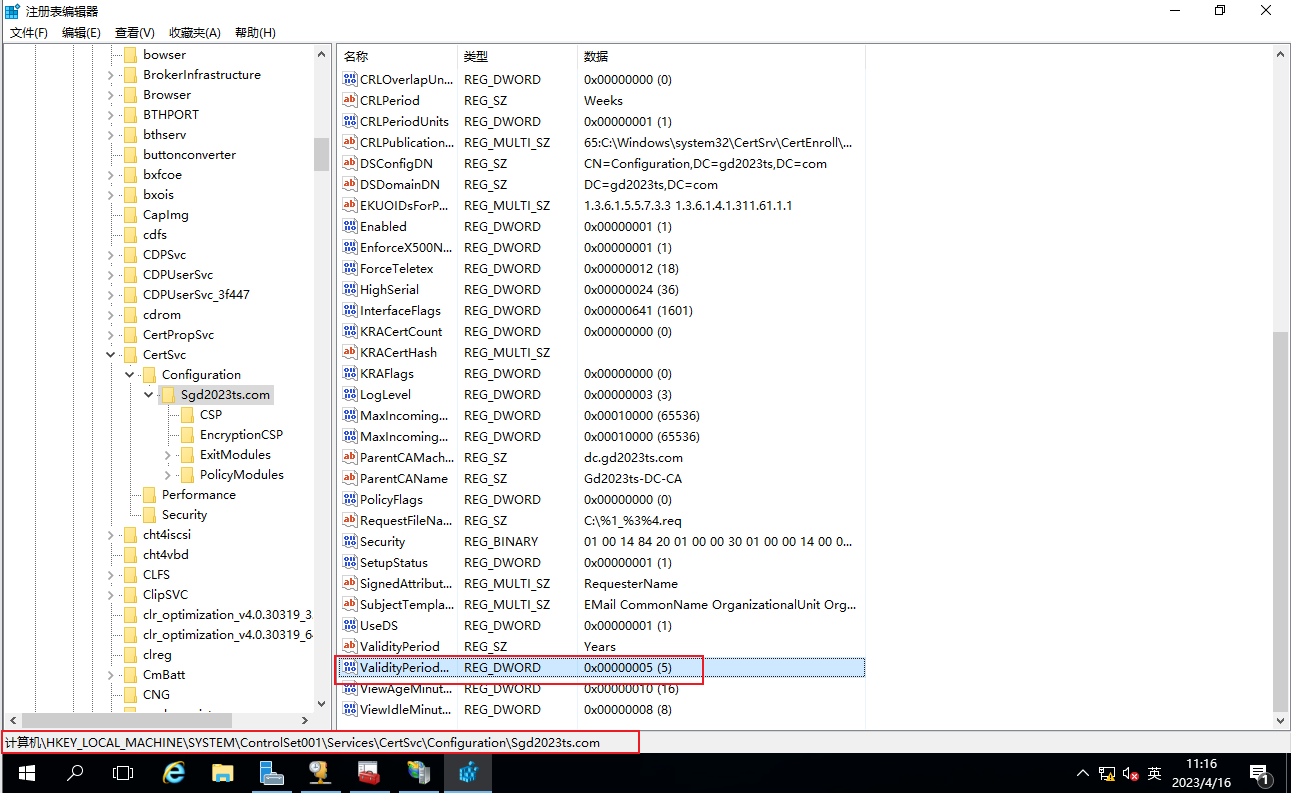 注册表编辑器
文件(F) 编辑(E) 查看(V) 收藏夹(A) 帮助(H)
bowser
BrokerInfrastructure
Browser
BTHPORT
bthserv
buttonconverter
bxfcoe
bxois
CapImg
cdfs
CDPSvc
CDPUserSvc
CDPUserSvc_3f447
cdrom
CertPropSvc
CertSvc
Configuration
Sgd2023ts.com
CSP
EncryptionCSP
ExitModules
PolicyModules
Performance
Security
cht4iscsi
cht4vbd
CLFS
ClipSVC
clr_optimization_v4.0.30319_3
clr_optimization_v4.0.30319_6
clreg
CmBatt
CNG
名称 类型 数据
CRLOverlapUn... REG_DWORD 0x00000000 (0)
CRLPeriod REG_SZ Weeks
CRLPeriodUnits REG_DWORD 0x00000001 (1)
CRLPublication... REG_MULTI_SZ 65:C:\Windows\system32\CertSrv\CertEnroll\...
DSConfigDN REG_SZ CN=Configuration,DC=gd2023ts,DC=com
DSDomainDN REG_SZ DC=gd2023ts,DC=com
EKUOIDsForP... REG_MULTI_SZ 1.3.6.1.5.5.7.3.3 1.3.6.1.4.1.311.61.1.1
Enabled REG_DWORD 0x00000001 (1)
EnforceX500N... REG_DWORD 0x00000001 (1)
ForceTeletex REG_DWORD 0x00000012 (18)
HighSerial REG_DWORD 0x00000024 (36)
InterfaceFlags REG_DWORD 0x00000641 (1601)
KRACertCount REG_DWORD 0x00000000 (0)
KRACertHash REG_MULTI_SZ
KRAFlags REG_DWORD 0x00000000 (0)
LogLevel REG_DWORD 0x00000003 (3)
MaxIncoming... REG_DWORD 0x00010000 (65536)
MaxIncoming... REG_DWORD 0x00010000 (65536)
ParentCAMach... REG_SZ dc.gd2023ts.com
ParentCAName REG_SZ Gd2023ts-DC-CA
PolicyFlags REG_DWORD 0x00000000 (0)
RequestFileNa... REG_SZ C:\%1_%3%4.req
Security REG_BINARY 01 00 14 84 20 01 00 00 30 01 00 00 14 00 0...
SetupStatus REG_DWORD 0x00000001 (1)
SignedAttribut... REG_MULTI_SZ RequesterName
SubjectTempla... REG_MULTI_SZ EMail CommonName OrganizationalUnit Org...
UseDS REG_DWORD 0x00000001 (1)
ValidityPeriod REG_SZ Years
ValidityPeriod... REG_DWORD 0x00000005 (5)
ViewAgeMinut... REG_DWORD 0x00000010 (16)
ViewIdleMinut... REG_DWORD 0x00000008 (8)
计算机\HKEY_LOCAL_MACHINE\SYSTEM\ControlSet001\Services\CertSvc\Configuration\Sgd2023ts.com
英
11:16
2023/4/16
1